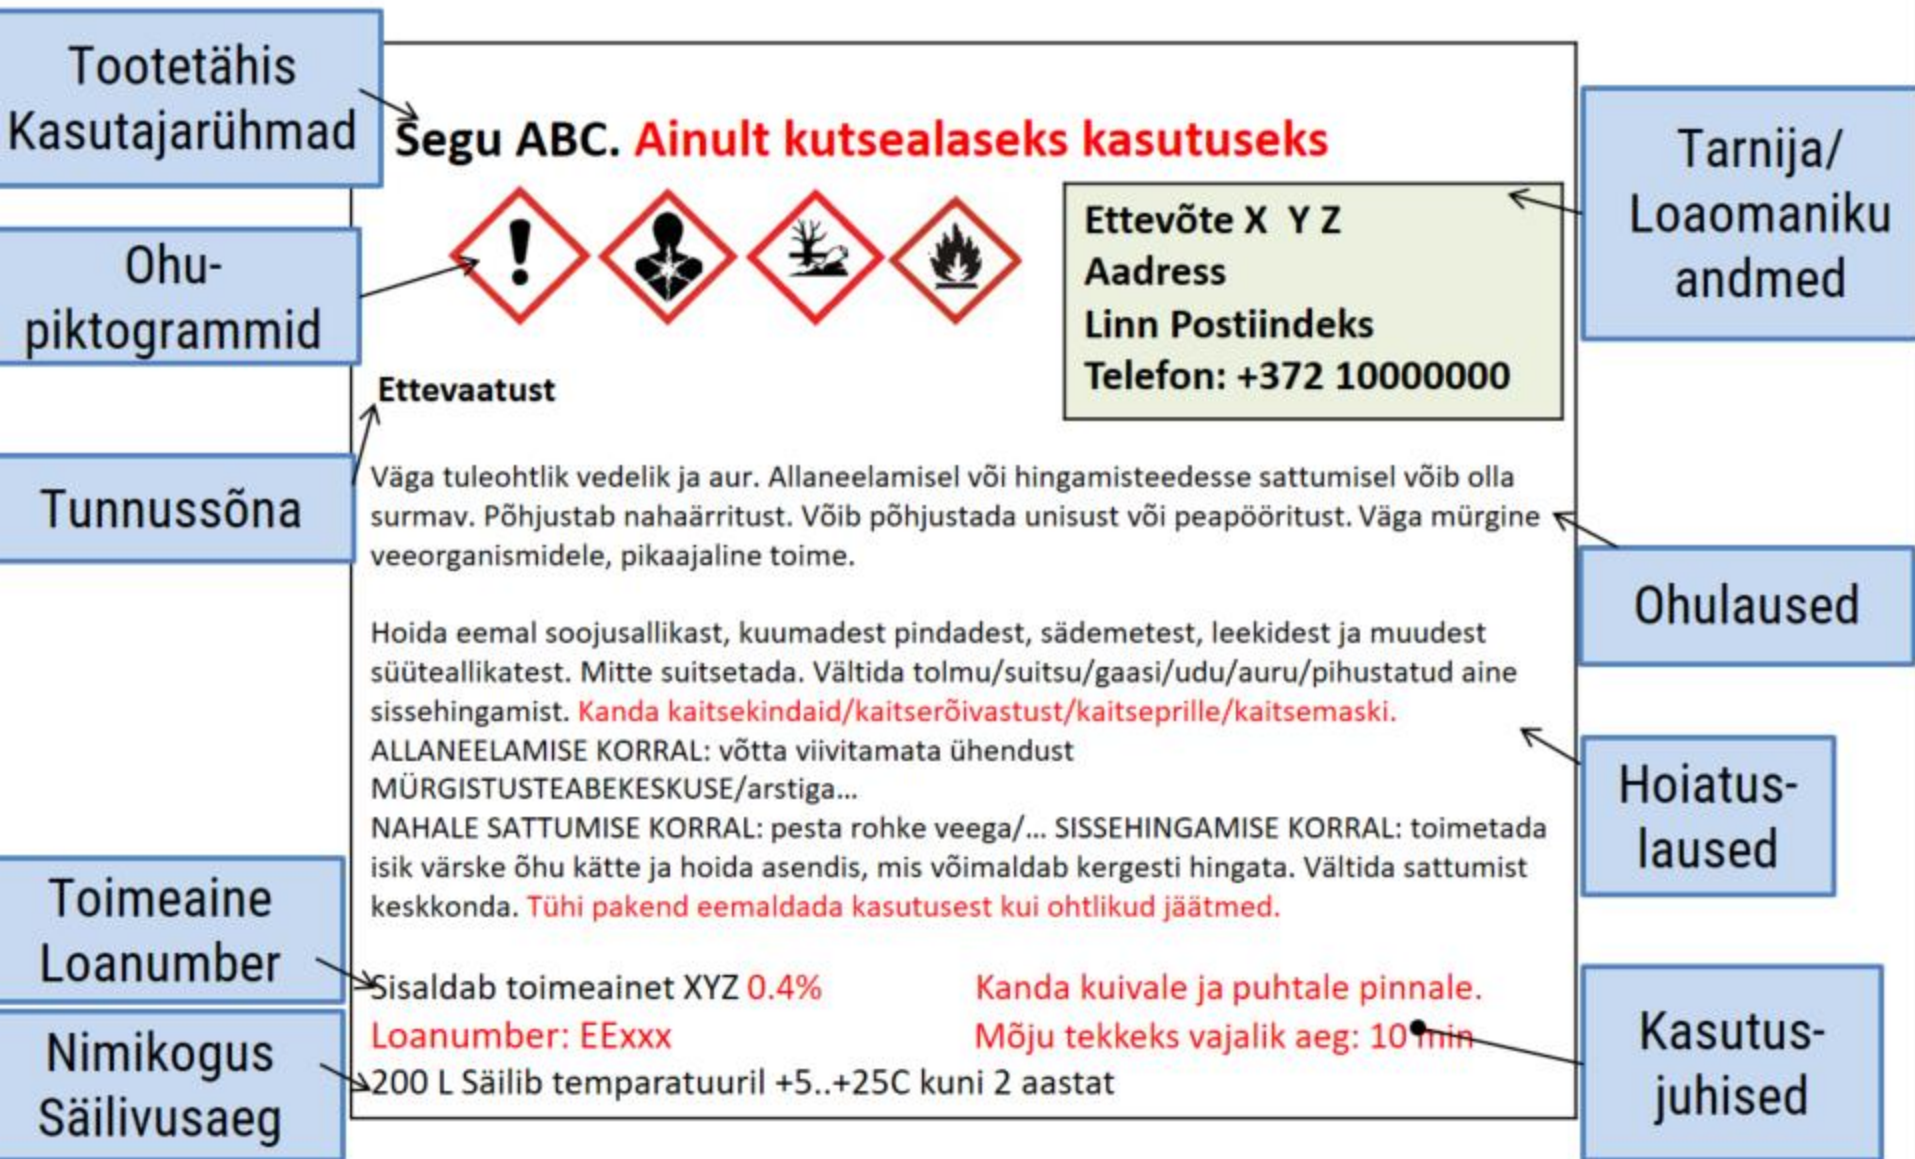 Tootetähis
Kasutajarühmad
Segu ABC. Ainult kutsealaseks kasutuseks
Tarnija/
Loaomaniku
andmed
Ohu-
piktogrammid
Ettevõte X Y Z
Aadress
Linn Postiindeks
Telefon: +372 10000000
Ettevaatust
Tunnussõna
Väga tuleohtlik vedelik ja aur. Allaneelamisel või hingamisteedesse sattumisel võib olla
surmav. Põhjustab nahaärritust. Võib põhjustada unisust või peapööritust. Väga mürgine
veeorganismidele, pikaajaline toime.
Ohulaused
Hoida eemal soojusallikast, kuumadest pindadest, sädemetest, leekidest ja muudest
süüteallikatest. Mitte suitsetada. Vältida tolmu/suitsu/gaasi/udu/auru/pihustatud aine
sissehingamist. Kanda kaitsekindaid/kaitserõivastust/kaitseprille/kaitsemaski.
ALLANEELAMISE KORRAL: võtta viivitamata ühendust
MÜRGISTUSTEABEKESKUSE/arstiga...
NAHALE SATTUMISE KORRAL: pesta rohke veega/... SISSEHINGAMISE KORRAL: toimetada
isik värske õhu kätte ja hoida asendis, mis võimaldab kergesti hingata. Vältida sattumist
keskkonda. Tühi pakend eemaldada kasutusest kui ohtlikud jäätmed.
Hoiatus-
laused
Toimeaine
Loanumber
Sisaldab toimeainet XYZ 0.4%
Loanumber: EExxx
200 L Säilib temparatuuril +5..+25C kuni 2 aastat
Kanda kuivale ja puhtale pinnale.
Mõju tekkeks vajalik aeg: 10 min
Nimikogus
Säilivusaeg
Kasutus-
juhised